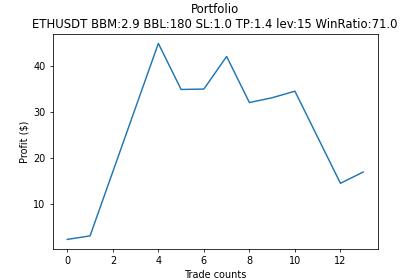 Portfolio
ETHUSDT BBM:2.9 BBL:180 SL:1.0 TP:1.4 lev:15 WinRatio:71.0
40
30
20
10
Profit ($)
0 2 4 6 8 10 12
Trade counts